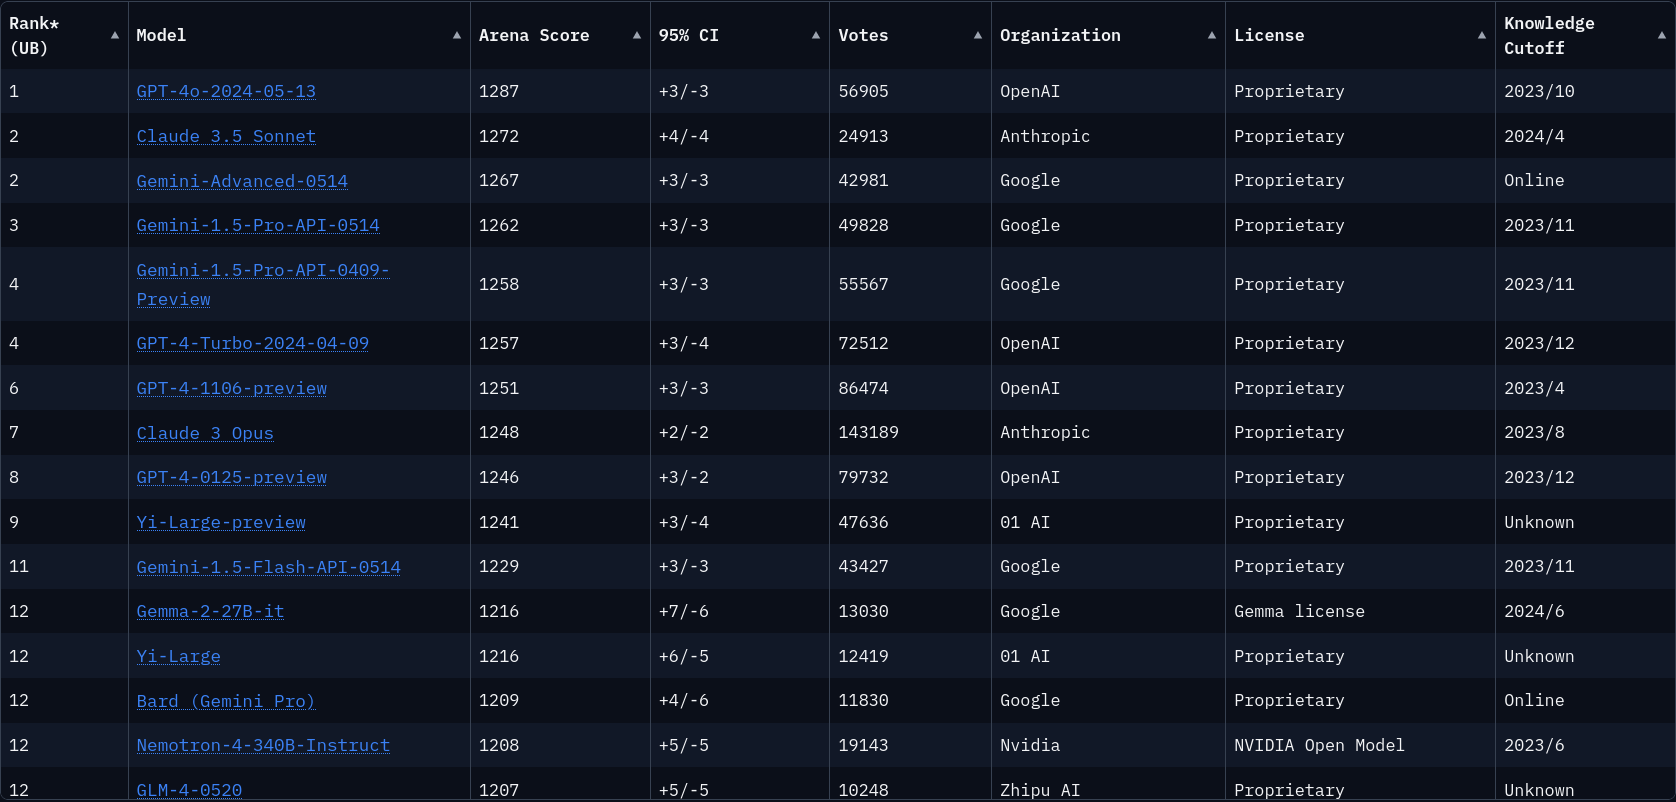 Rank* (UB) ▲ Model ▲ Arena Score ▲ 95% CI ▲ Votes ▲ Organization ▲ License ▲ Knowledge Cutoff ▲
1 GPT-4o-2024-05-13 1287 +3/-3 56905 OpenAI Proprietary 2023/10
2 Claude 3.5 Sonnet 1272 +4/-4 24913 Anthropic Proprietary 2024/4
2 Gemini-Advanced-0514 1267 +3/-3 42981 Google Proprietary Online
3 Gemini-1.5-Pro-API-0514 1262 +3/-3 49828 Google Proprietary 2023/11
4 Gemini-1.5-Pro-API-0409-Preview 1258 +3/-3 55567 Google Proprietary 2023/11
4 GPT-4-Turbo-2024-04-09 1257 +3/-4 72512 OpenAI Proprietary 2023/12
6 GPT-4-1106-preview 1251 +3/-3 86474 OpenAI Proprietary 2023/4
7 Claude 3 Opus 1248 +2/-2 143189 Anthropic Proprietary 2023/8
8 GPT-4-0125-preview 1246 +3/-2 79732 OpenAI Proprietary 2023/12
9 Yi-Large-preview 1241 +3/-4 47636 01 AI Proprietary Unknown
11 Gemini-1.5-Flash-API-0514 1229 +3/-3 43427 Google Proprietary 2023/11
12 Gemma-2-27B-it 1216 +7/-6 13030 Google Gemma license 2024/6
12 Yi-Large 1216 +6/-5 12419 01 AI Proprietary Unknown
12 Bard (Gemini Pro) 1209 +4/-6 11830 Google Proprietary Online
12 Nemotron-4-340B-Instruct 1208 +5/-5 19143 Nvidia NVIDIA Open Model 2023/6
12 GLM-4-0520 1207 +5/-5 10248 Zhipu AI Proprietary Unknown